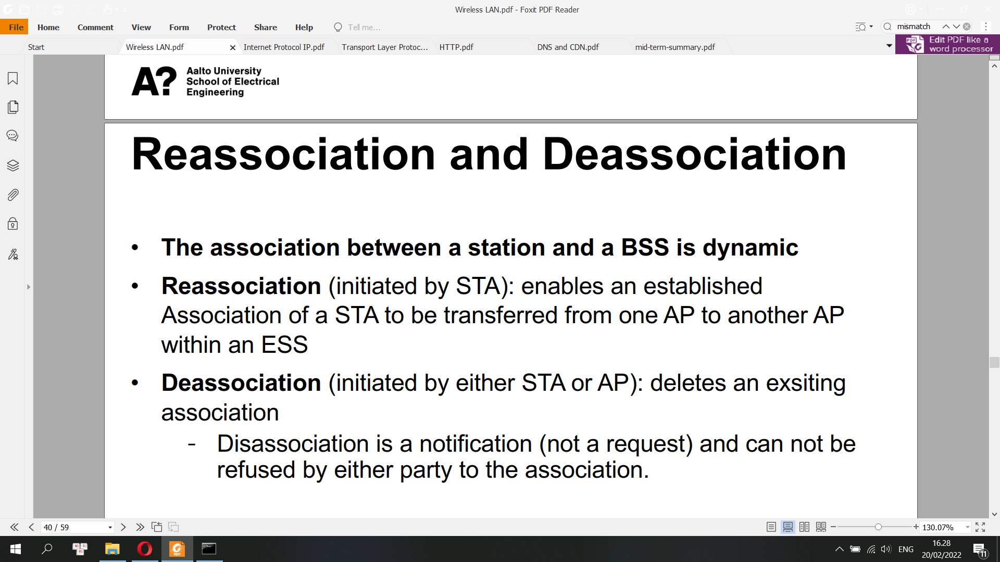 Wireless LAN.pdf - Foxit PDF Reader
File Home Comment View Form Protect Share Help Tell me... mismatch
Start Wireless LAN.pdf Internet Protocol IP.pdf Transport Layer Protoc... HTTP.pdf DNS and CDN.pdf mid-term-summary.pdf
Edit PDF like a
word processor
A?
Aalto University
School of Electrical
Engineering
Reassociation and Deassociation
• The association between a station and a BSS is dynamic
• Reassociation (initiated by STA): enables an established
Association of a STA to be transferred from one AP to another AP
within an ESS
• Deassociation (initiated by either STA or AP): deletes an exsiting
association
- Disassociation is a notification (not a request) and can not be
refused by either party to the association.
40 / 59
130.07%
16.28
ENG
20/02/2022
11